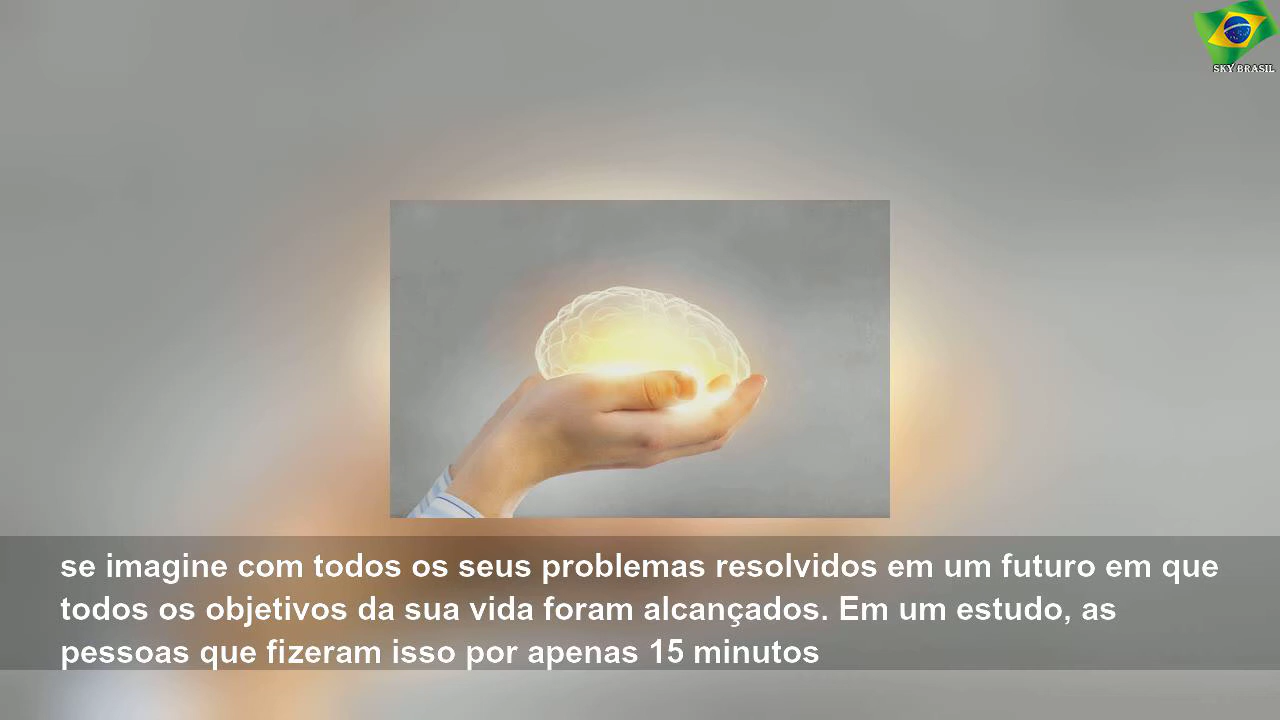 SKY BRASIL
se imagine com todos os seus problemas resolvidos em um futuro em que
todos os objetivos da sua vida foram alcançados. Em um estudo, as
pessoas que fizeram isso por apenas 15 minutos